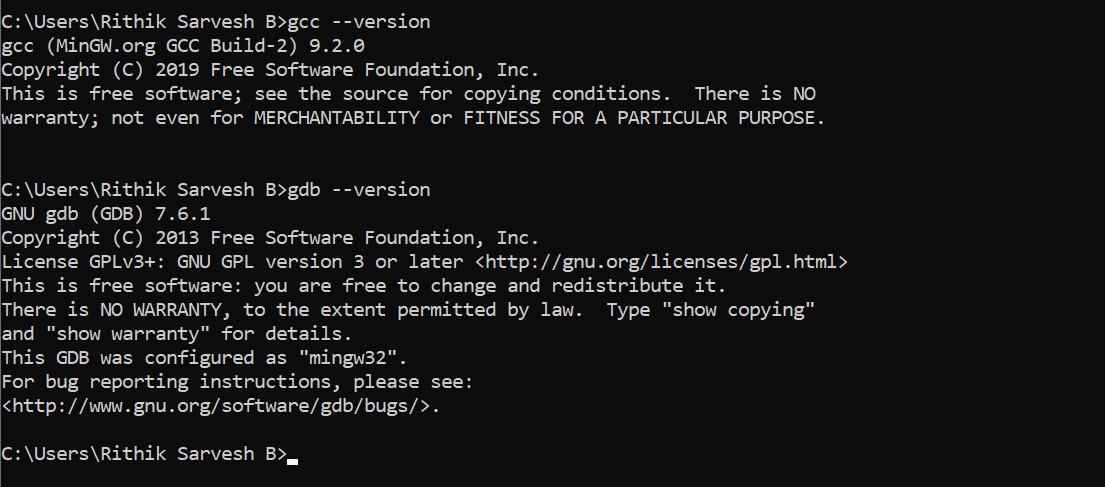 C:\Users\Rithik Sarvesh B>gcc --version
gcc (MinGW.org GCC Build-2) 9.2.0
Copyright (C) 2019 Free Software Foundation, Inc.
This is free software; see the source for copying conditions.  There is NO
warranty; not even for MERCHANTABILITY or FITNESS FOR A PARTICULAR PURPOSE.
C:\Users\Rithik Sarvesh B>gdb --version
GNU gdb (GDB) 7.6.1
Copyright (C) 2013 Free Software Foundation, Inc.
License GPLv3+: GNU GPL version 3 or later <http://gnu.org/licenses/gpl.html>
This is free software: you are free to change and redistribute it.
There is NO WARRANTY, to the extent permitted by law.  Type "show copying"
and "show warranty" for details.
This GDB was configured as "mingw32".
For bug reporting instructions, please see:
<http://www.gnu.org/software/gdb/bugs/>.
C:\Users\Rithik Sarvesh B>